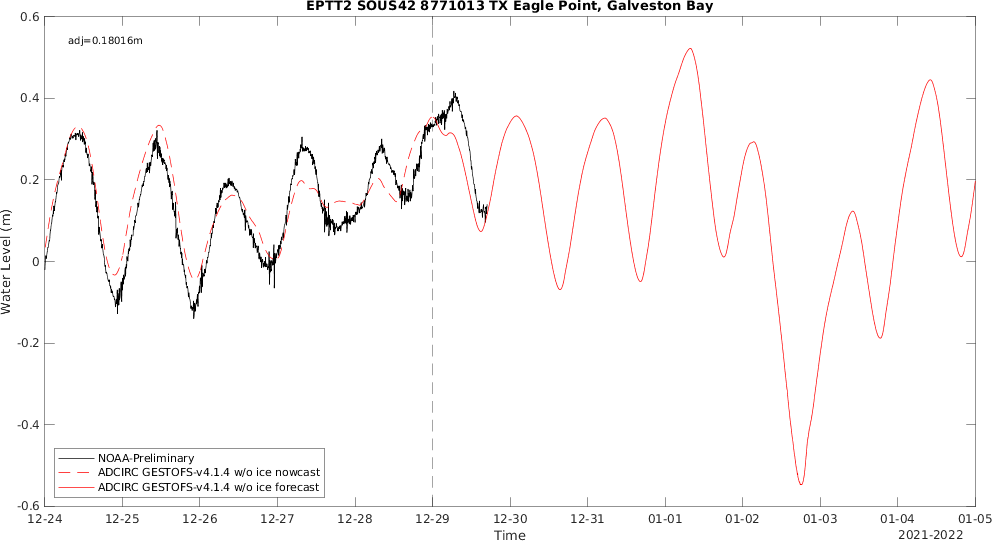 EPTT2 SOUS42 8771013 TX Eagle Point, Galveston Bay
adj=0.18016m
0.6
0.4
0.2
0
-0.2
-0.4
-0.6
Water Level (m)
NOAA-Preliminary
ADCIRC GESTOFS-v4.1.4 w/o ice nowcast
ADCIRC GESTOFS-v4.1.4 w/o ice forecast
12-24 12-25 12-26 12-27 12-28 12-29 12-30 12-31 01-01 01-02 01-03 01-04 01-05
Time
2021-2022